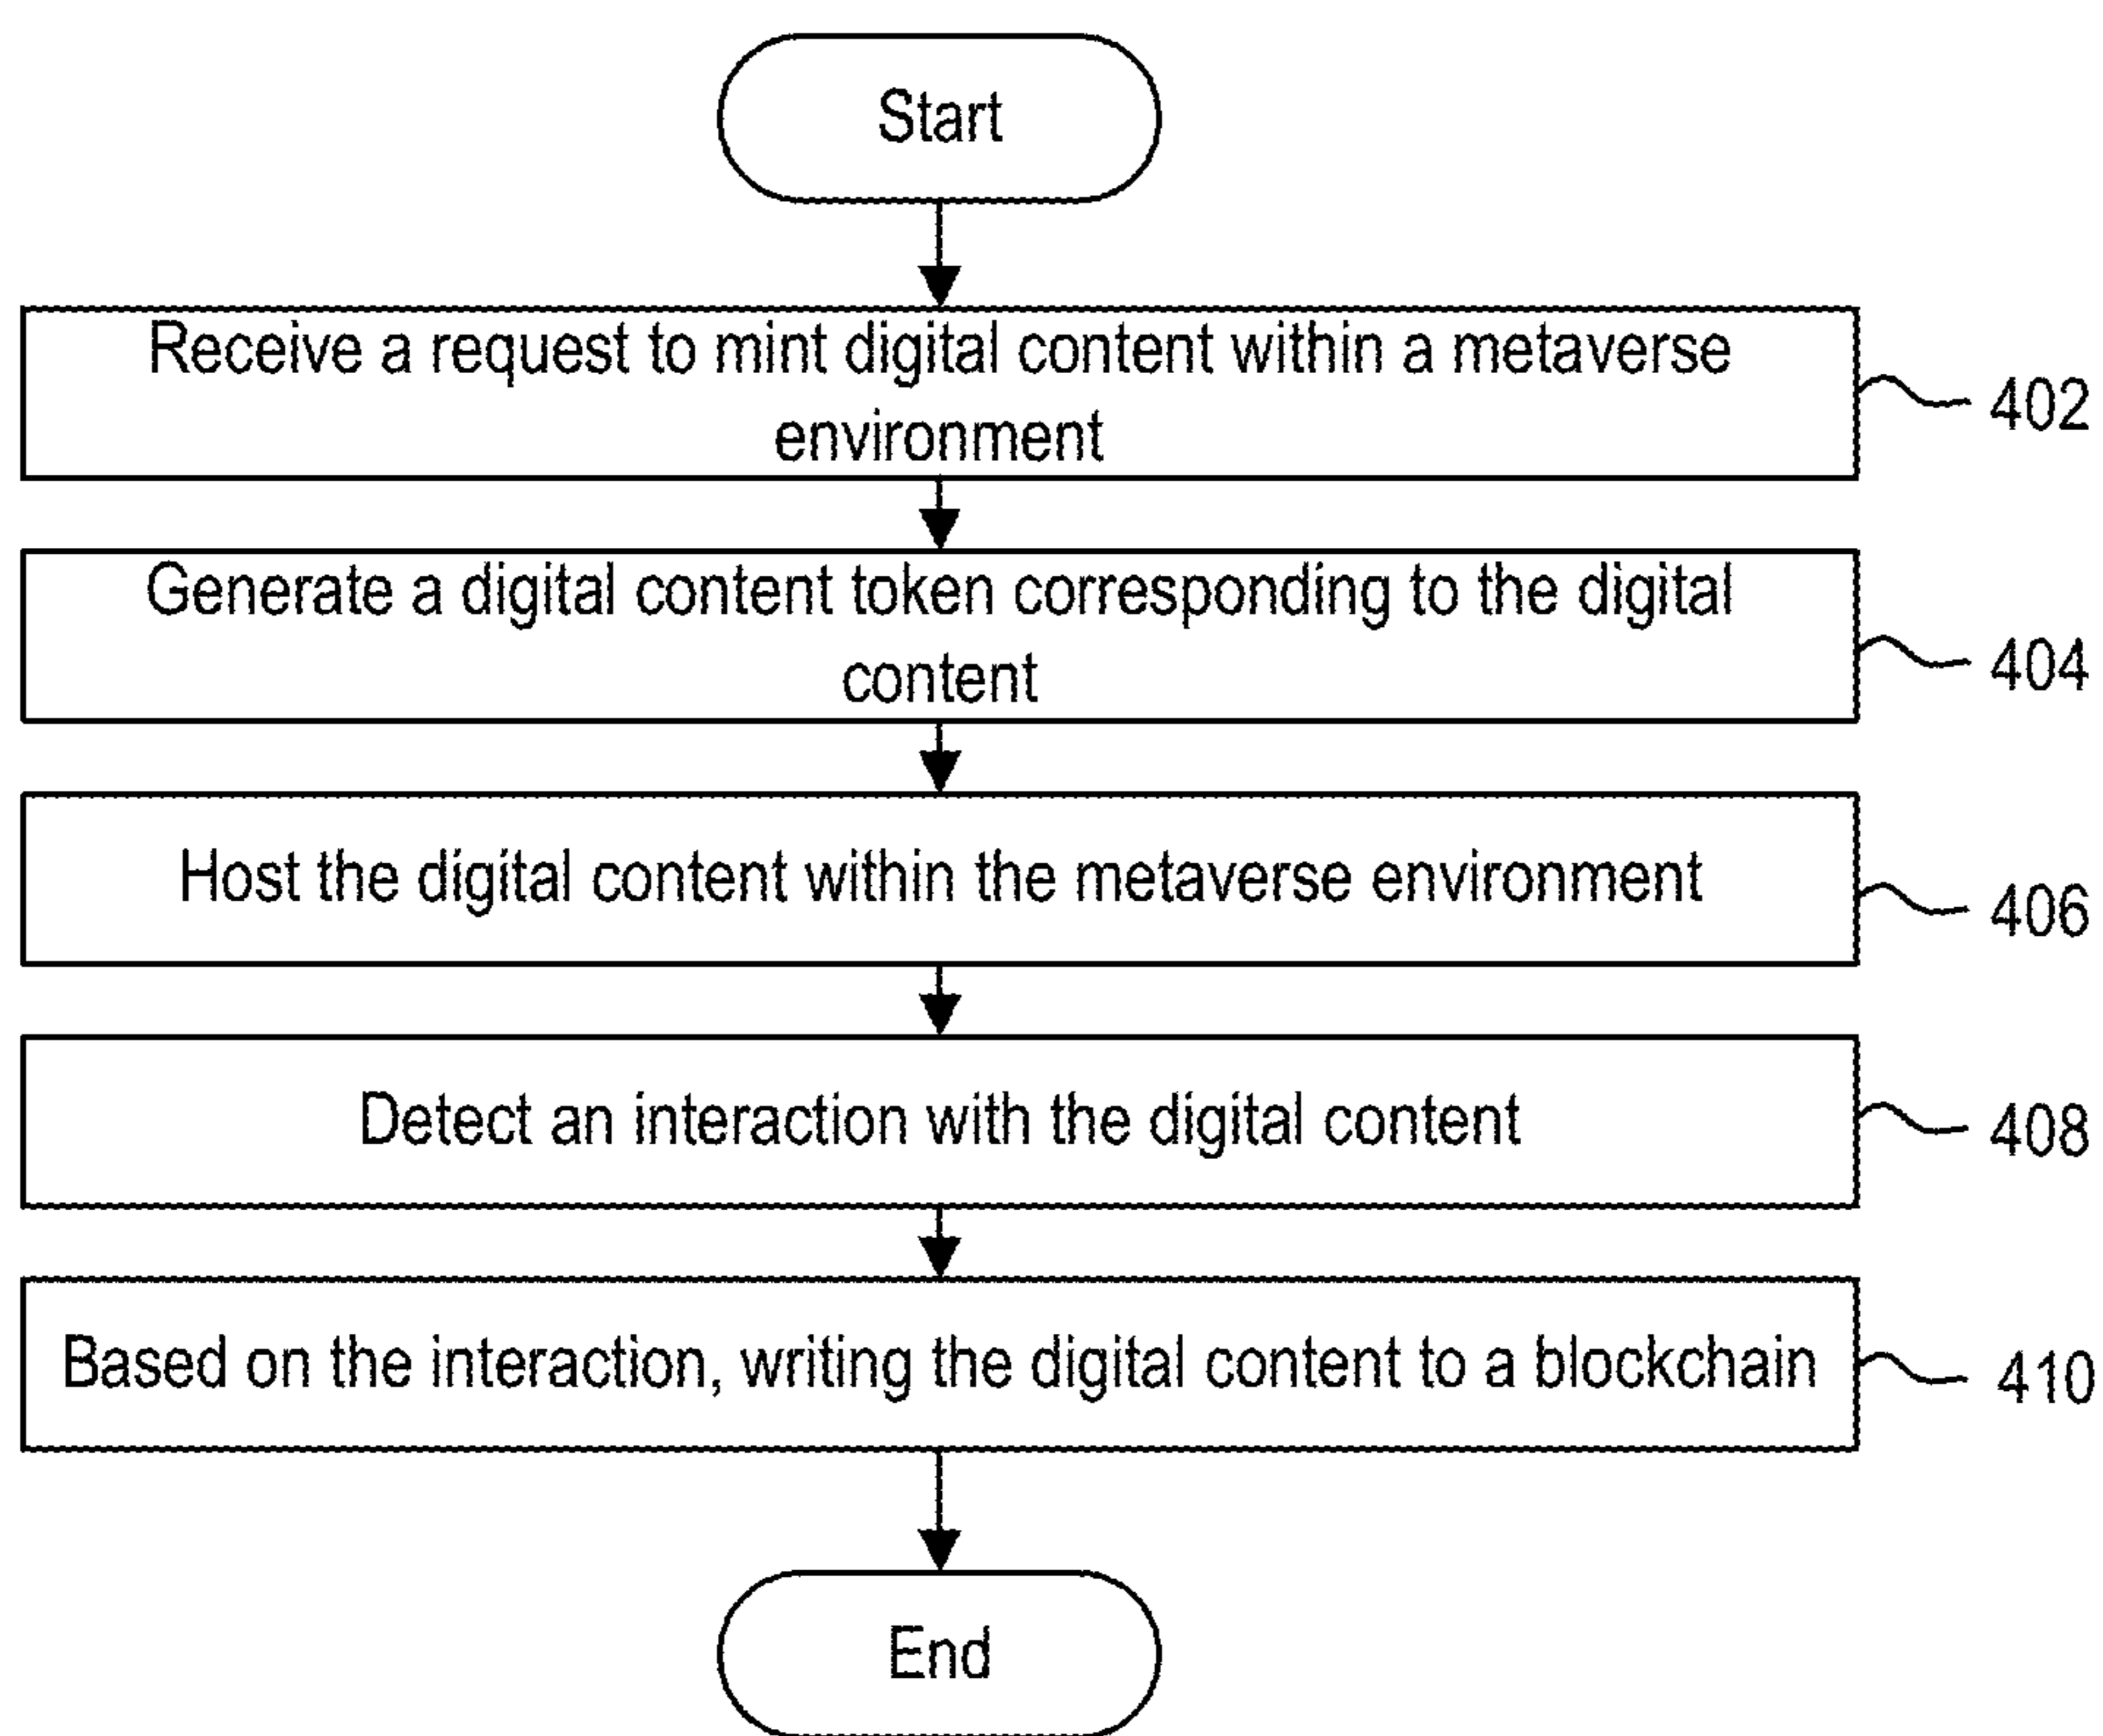 Start
Receive a request to mint digital content within a metaverse
environment
402
Generate a digital content token corresponding to the digital
content
404
Host the digital content within the metaverse environment
406
Detect an interaction with the digital content
408
Based on the interaction, writing the digital content to a blockchain
410
End